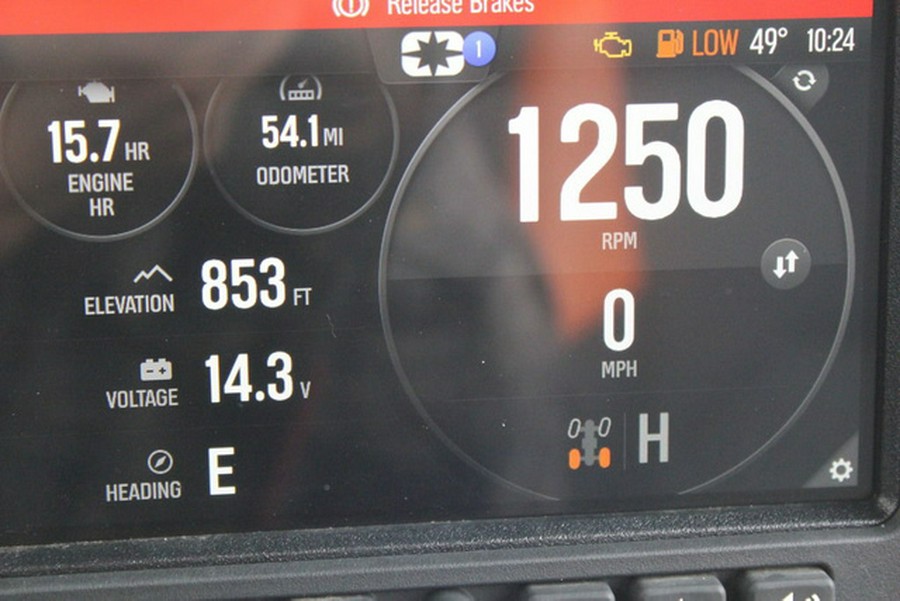 Release Brakes
1
LOW 49° 10:24
15.7 HR
ENGINE
HR
54.1 MI
ODOMETER
1250
RPM
ELEVATION 853 FT
0
MPH
VOLTAGE 14.3 V
H
HEADING E